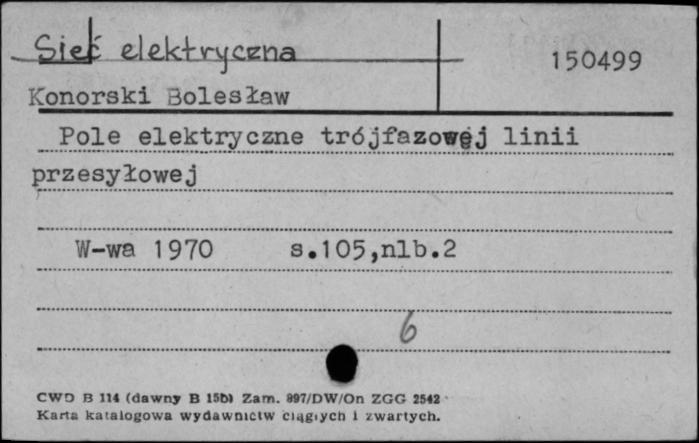 Sieć elektryczna
150499
Konorski Bolesław
Pole elektryczne trójfazowej linii
przesyłowej
W-wa 1970 s.105,nlb.2
6
CWD B 114 (dawny B 15b) Zam. 897/DW/On ZGG 2542
Karta katalogowa wydawnictw ciągłych i zwartych.